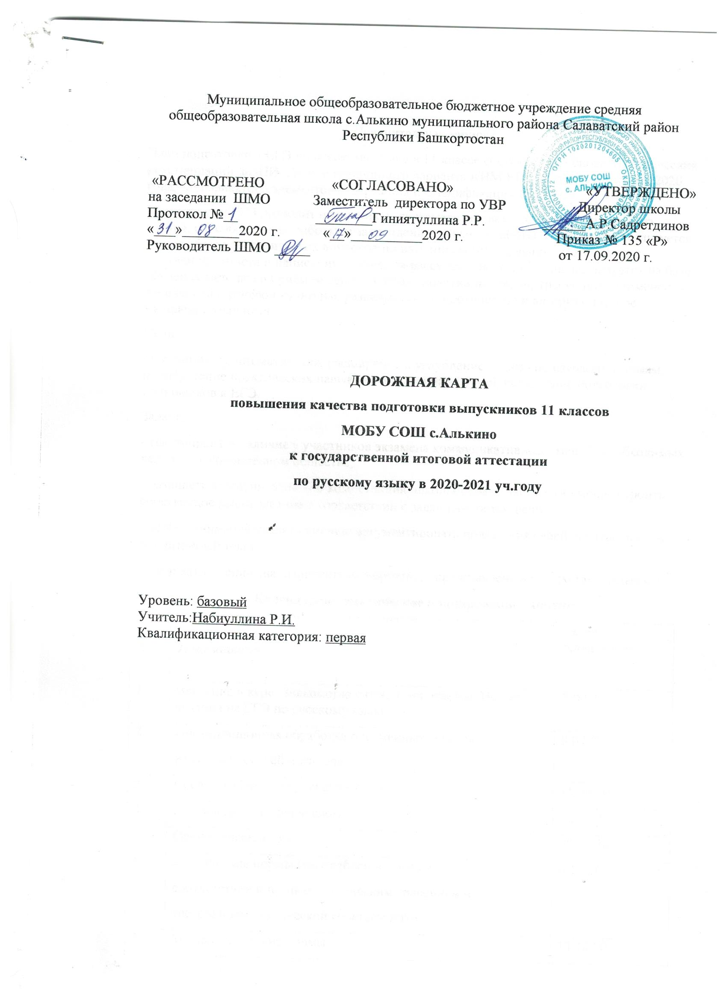 Муниципальное общеобразовательное бюджетное учреждение средняя
общеобразовательная школа с.Алькино муниципального района Салаватский район
Республики Башкортостан
«РАССМОТРЕНО
на заседании ШМО
Протокол № 1
«31» 08 2020 г.
Руководитель ШМО ______
«СОГЛАСОВАНО»
Заместитель директора по УВР
________Гиниятуллина Р.Р.
«17» 09 2020 г.
«УТВЕРЖДЕНО»
Директор школы
______А.Р.Садретдинов
Приказ № 135 «Р»
от 17.09.2020 г.
ОГРН 1020201204605
МОБУ СОШ
с. АЛЬКИНО
ДОРОЖНАЯ КАРТА
повышения качества подготовки выпускников 11 классов
МОБУ СОШ с.Алькино
к государственной итоговой аттестации
по русскому языку в 2020-2021 уч.году
Уровень: базовый
Учитель:Набиуллина Р.И.
Квалификационная категория: первая